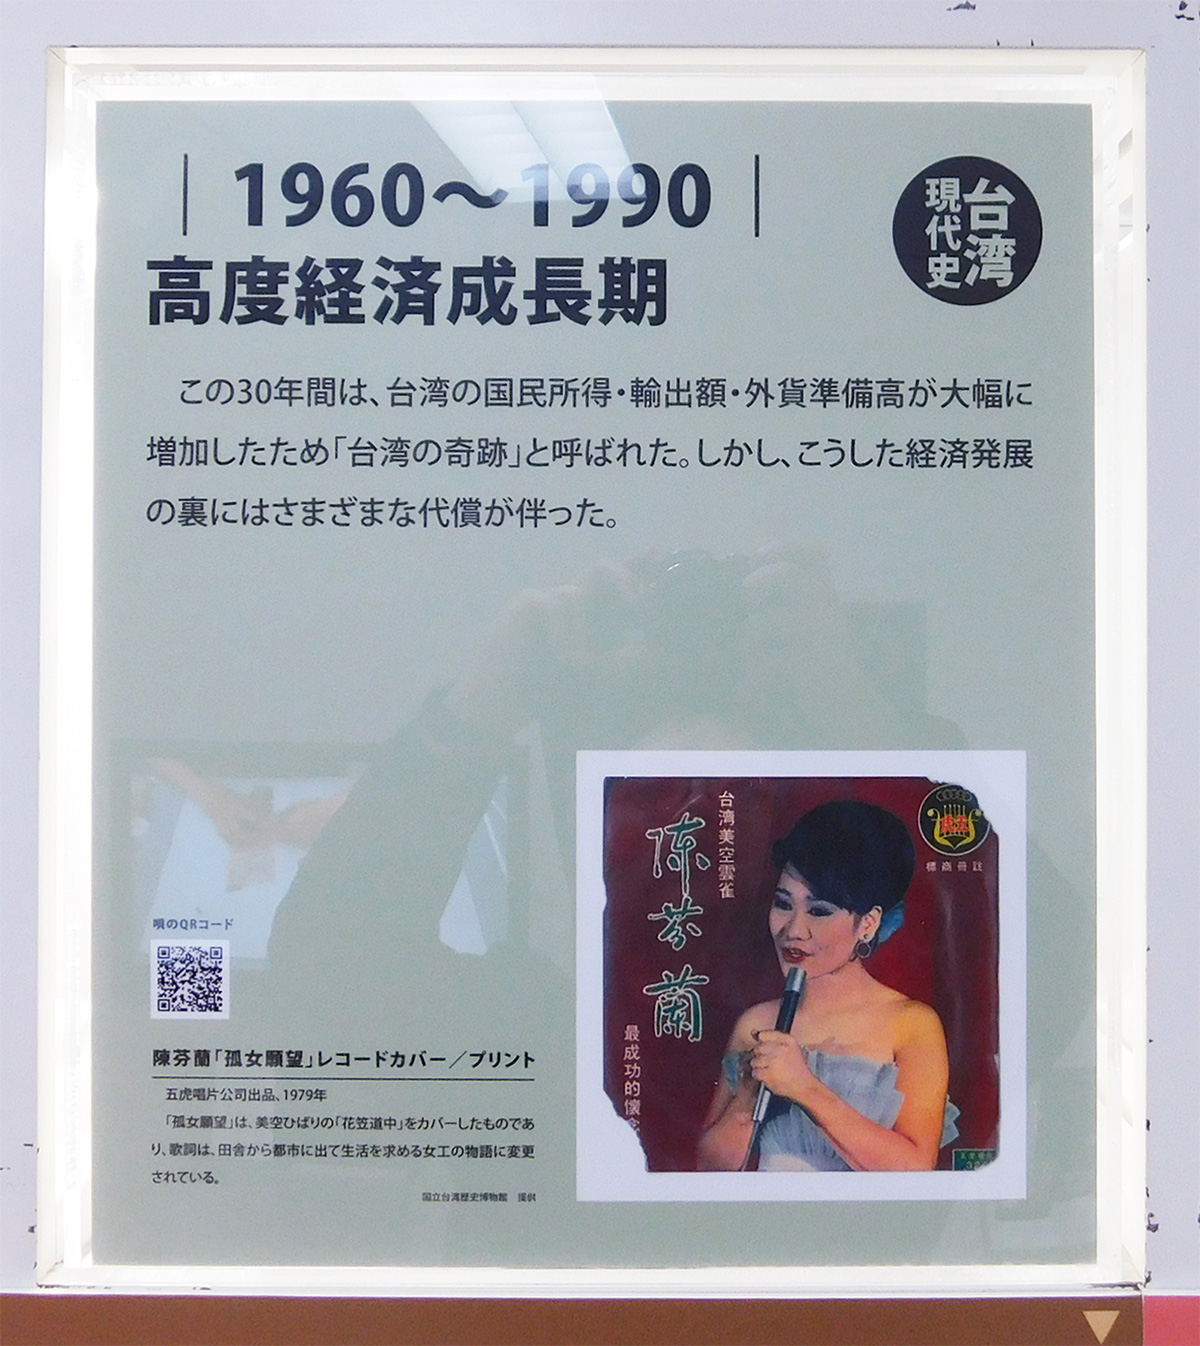 ｜1960～1990｜
高度経済成長期
台湾
現代史
　この30年間は、台湾の国民所得・輸出額・外貨準備高が大幅に
増加したため「台湾の奇跡」と呼ばれた。しかし、こうした経済発展
の裏にはさまざまな代償が伴った。
唄のQRコード
陳芬蘭「孤女願望」レコードカバー／プリント
五虎唱片公司出品、1979年
「孤女願望」は、美空ひばりの「花笠道中」をカバーしたものであ
り、歌詞は、田舎から都市に出て生活を求める女工の物語に変更
されている。
国立台湾歴史博物館　提供
台湾美空雲雀
陈芬蘭
最成功的懐
標商冊註